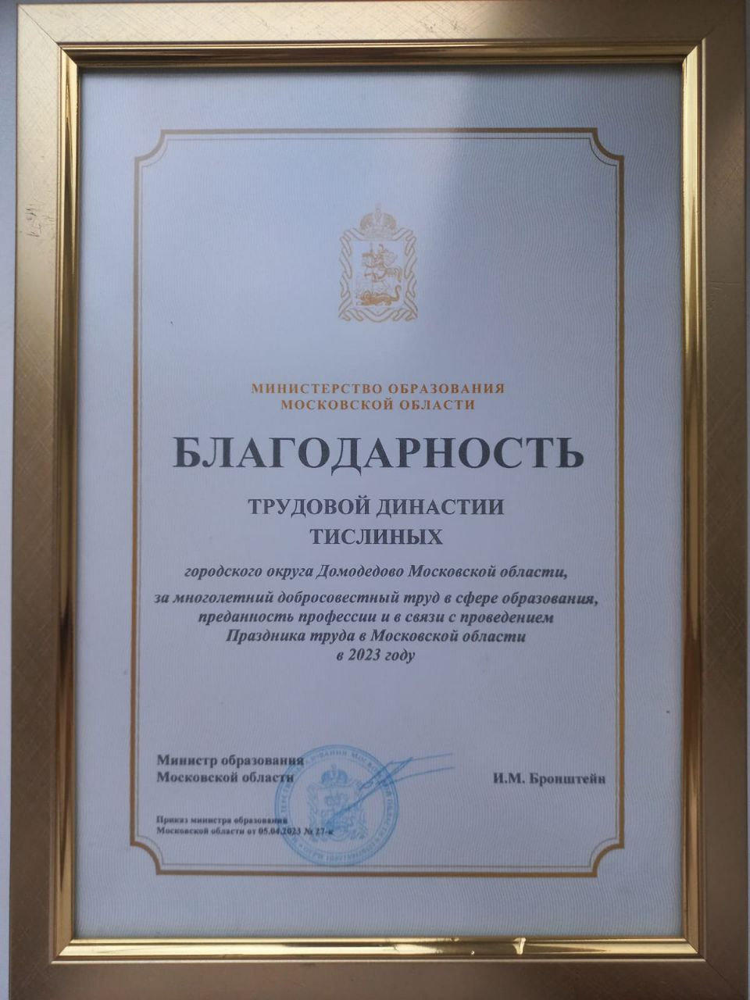 МИНИСТЕРСТВО ОБРАЗОВАНИЯ
МОСКОВСКОЙ ОБЛАСТИ
БЛАГОДАРНОСТЬ
ТРУДОВОЙ ДИНАСТИИ
ТИСЛИНЫХ
городского округа Домодедово Московской области,
за многолетний добросовестный труд в сфере образования,
преданность профессии и в связи с проведением
Праздника труда в Московской области
в 2023 году
Министр образования
Московской области
И.М. Бронштейн
Приказ министра образования
Московской области от 05.04.2023 № 27-н